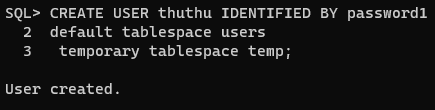 SQL> CREATE USER thuthu IDENTIFIED BY password1
  2  default tablespace users
  3   temporary tablespace temp;
User created.